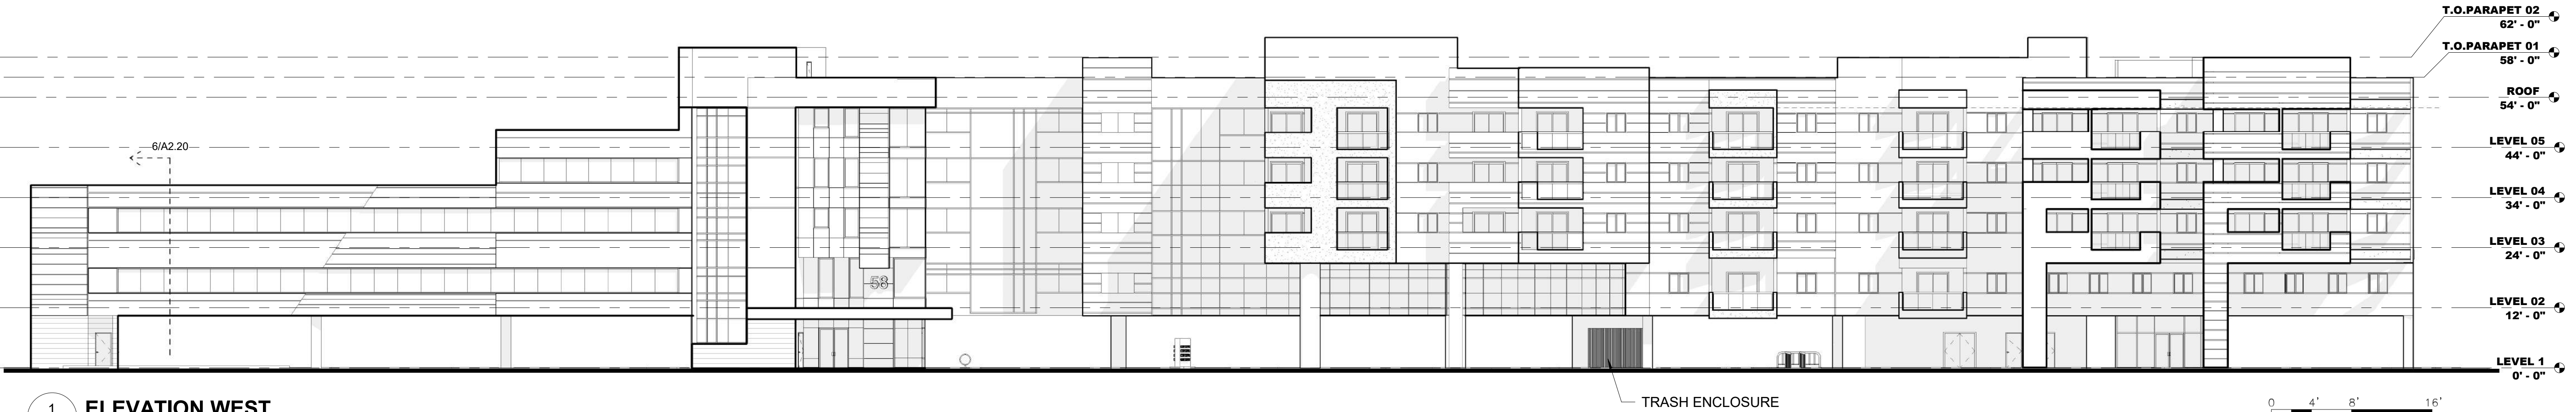 T.O.PARAPET 02
62' - 0"
T.O.PARAPET 01
58' - 0"
ROOF
54' - 0"
6/A2.20
LEVEL 05
44' - 0"
LEVEL 04
34' - 0"
LEVEL 03
24' - 0"
58
LEVEL 02
12' - 0"
LEVEL 1
0' - 0"
1 ELEVATION WEST
TRASH ENCLOSURE
0 4' 8' 16'